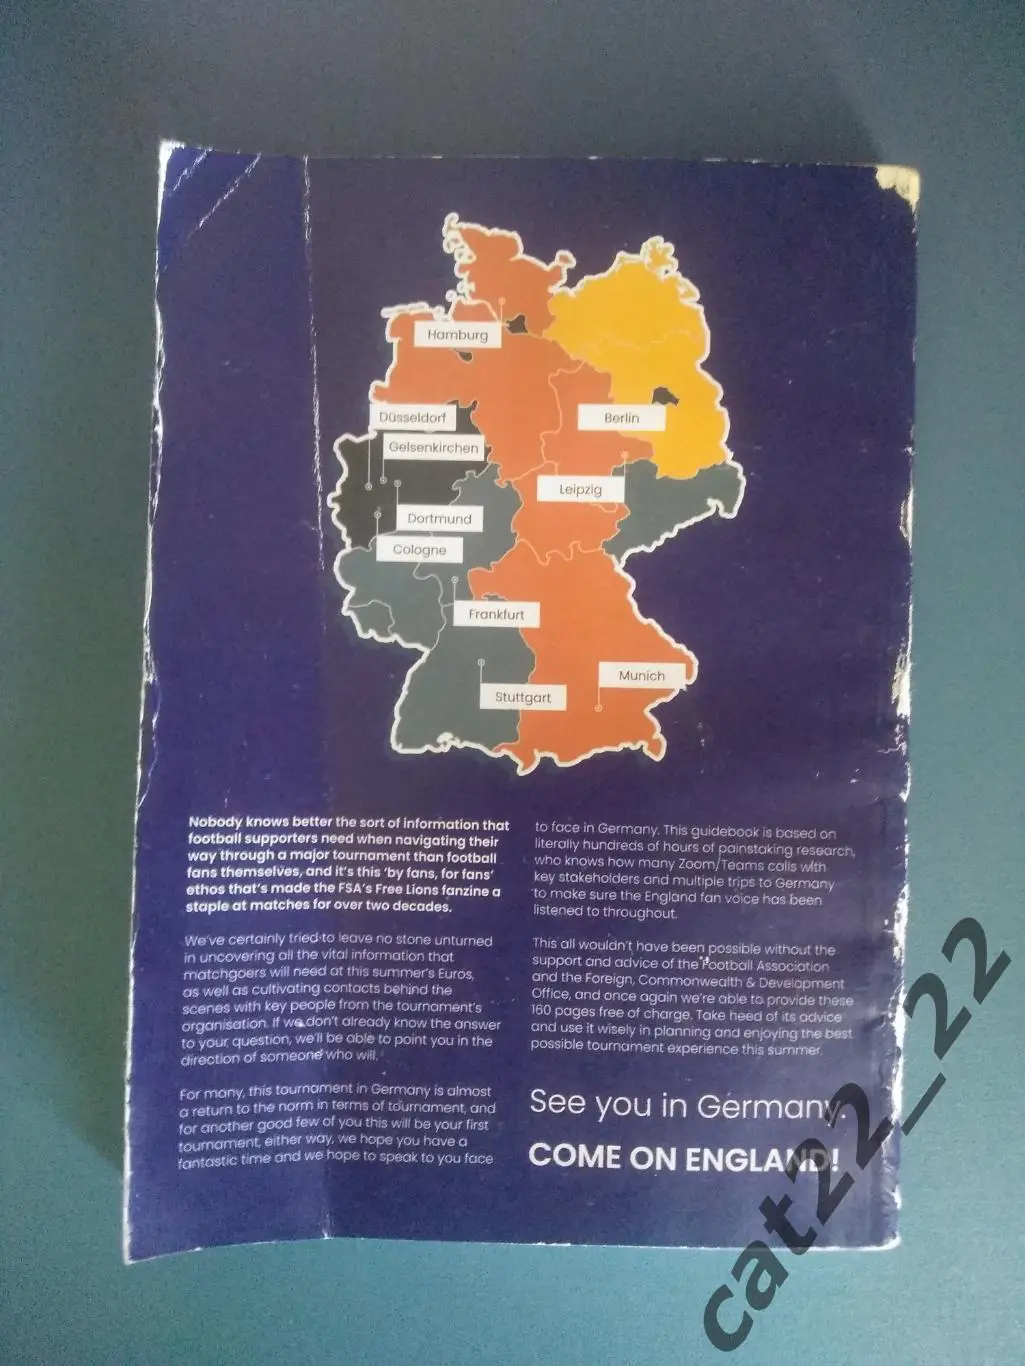 Hamburg
Düsseldorf
Berlin
Gelsenkirchen
Leipzig
Dortmund
Cologne
Frankfurt
Munich
Stuttgart
Nobody knows better the sort of information that
football supporters need when navigating their
way through a major tournament than football
fans themselves, and it's this 'by fans, for fans'
ethos that's made the FSA's Free Lions fanzine a
staple at matches for over two decades.
We've certainly tried to leave no stone unturned
in uncovering all the vital information that
matchgoers will need at this summer's Euros,
as well as cultivating contacts behind the
scenes with key people from the tournament's
organisation. If we don't already know the answer
to your question, we'll be able to point you in the
direction of someone who will.
For many, this tournament in Germany is almost
a return to the norm in terms of tournament, and
for another good few of you this will be your first
tournament, either way, we hope you have a
fantastic time and we hope to speak to you face
to face in Germany. This guidebook is based on
literally hundreds of hours of painstaking research,
who knows how many Zoom/Teams calls with
key stakeholders and multiple trips to Germany
to make sure the England fan voice has been
listened to throughout.
This all wouldn't have been possible without the
support and advice of the Football Association
and the Foreign, Commonwealth & Development
Office, and once again we're able to provide these
160 pages free of charge. Take heed of its advice
and use it wisely in planning and enjoying the best
possible tournament experience this summer.
See you in Germany.
COME ON ENGLAND!
cat22_22